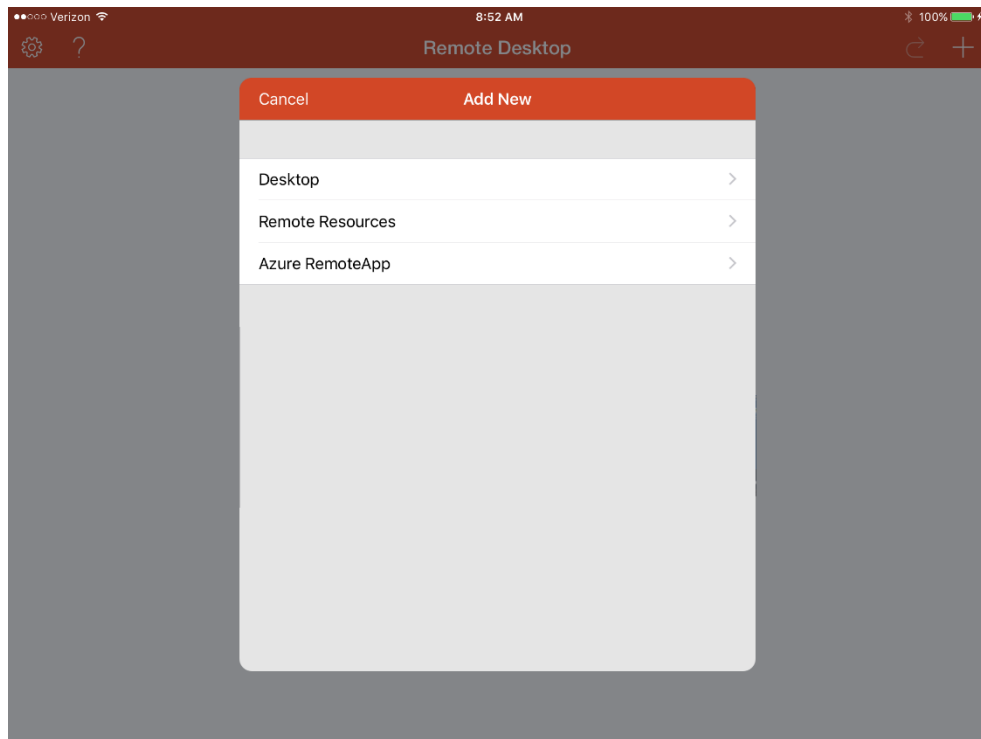 Verizon 8:52 AM 100%
? Remote Desktop
Cancel Add New
Desktop
Remote Resources
Azure RemoteApp